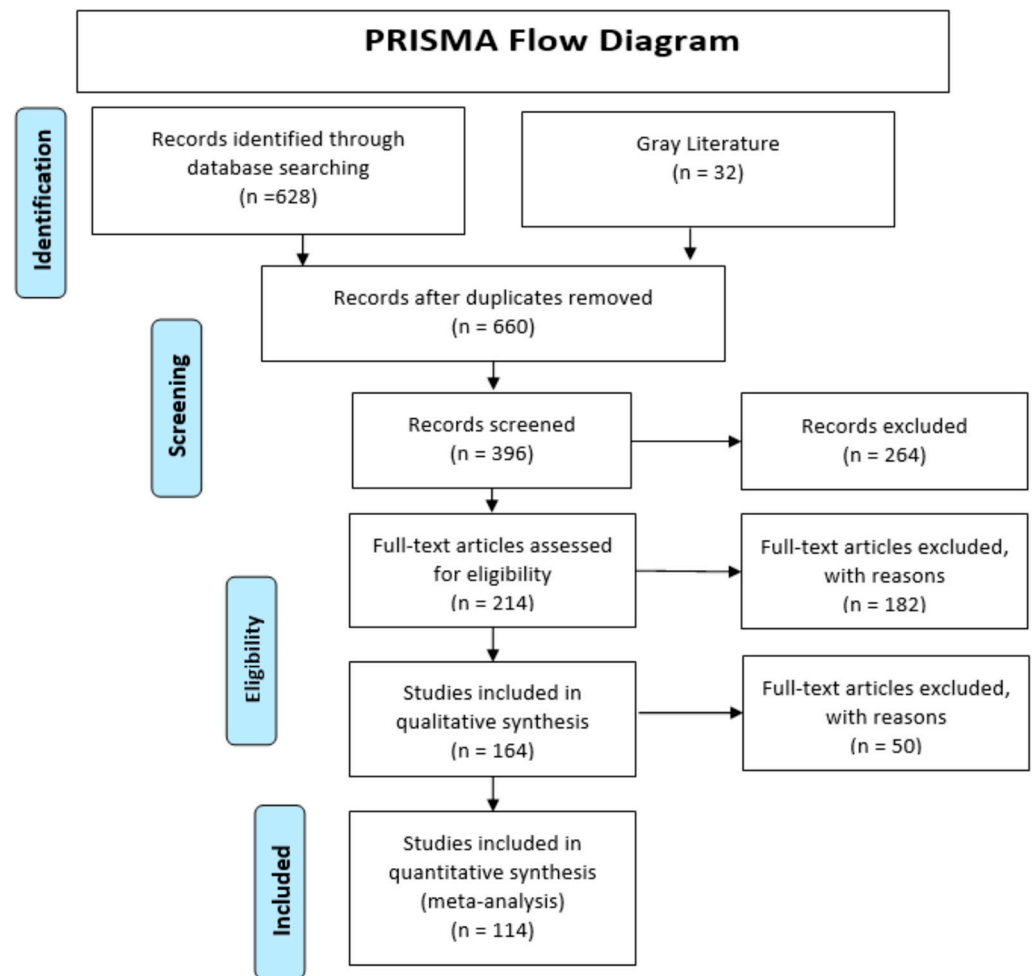 PRISMA Flow Diagram
Identification
Records identified through
database searching
(n =628)
Gray Literature
(n = 32)
Records after duplicates removed
(n = 660)
Screening
Records screened
(n = 396)
Records excluded
(n = 264)
Full-text articles assessed
for eligibility
(n = 214)
Full-text articles excluded,
with reasons
(n = 182)
Eligibility
Studies included in
qualitative synthesis
(n = 164)
Full-text articles excluded,
with reasons
(n = 50)
Included
Studies included in
quantitative synthesis
(meta-analysis)
(n = 114)